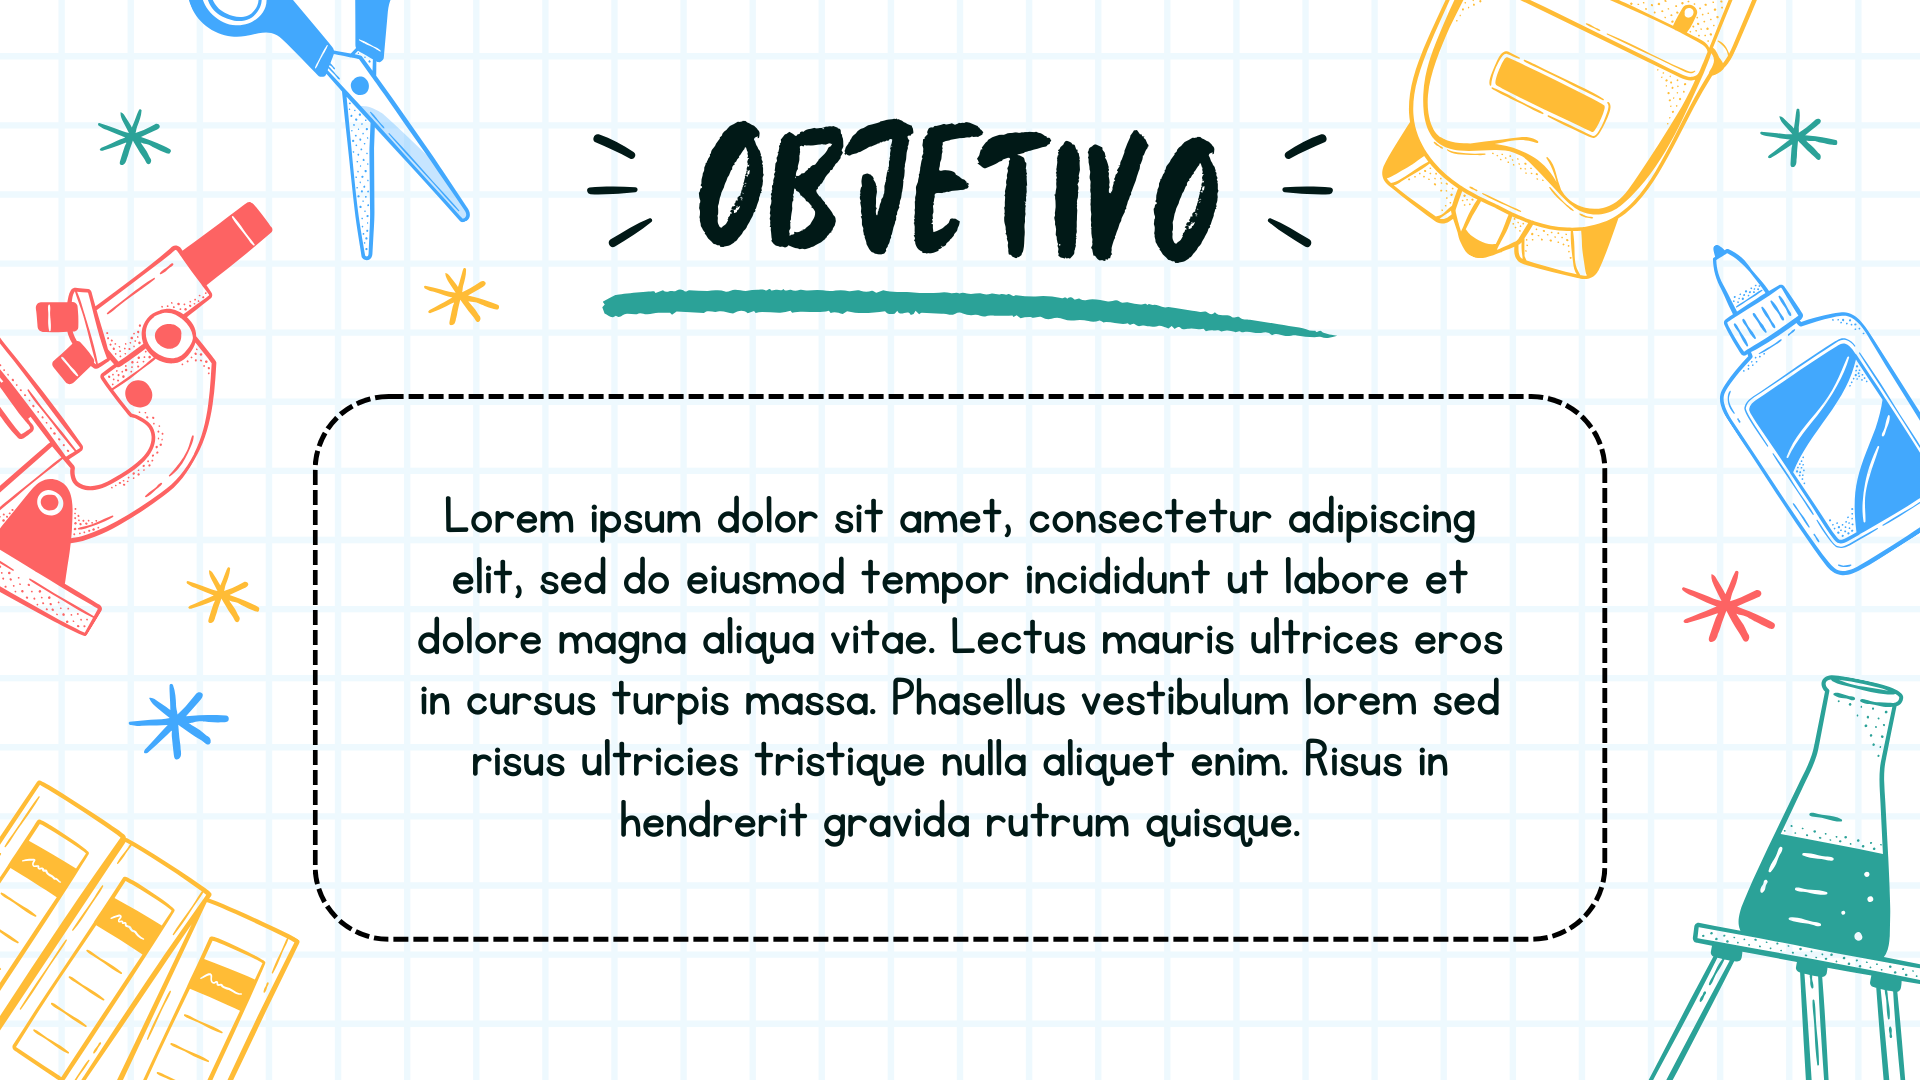 OBJETIVO
Lorem ipsum dolor sit amet, consectetur adipiscing
elit, sed do eiusmod tempor incididunt ut labore et
dolore magna aliqua vitae. Lectus mauris ultrices eros
in cursus turpis massa. Phasellus vestibulum lorem sed
risus ultricies tristique nulla aliquet enim. Risus in
hendrerit gravida rutrum quisque.